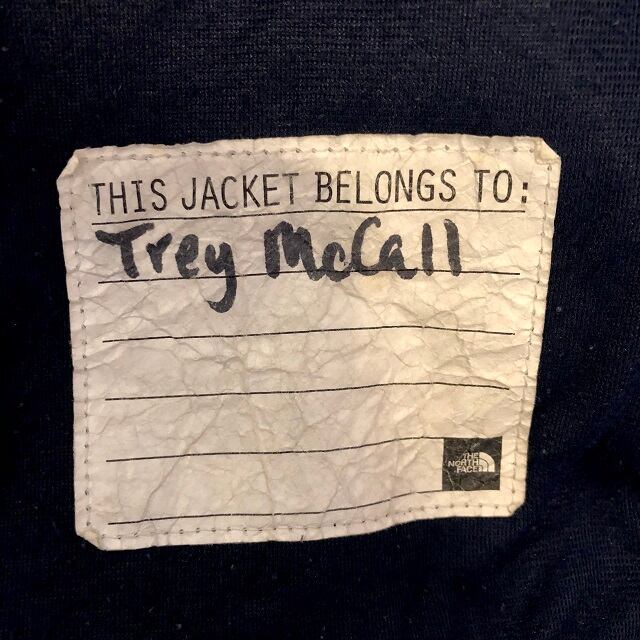 THIS JACKET BELONGS TO:
Trey McCall
THE
NORTH
FACE